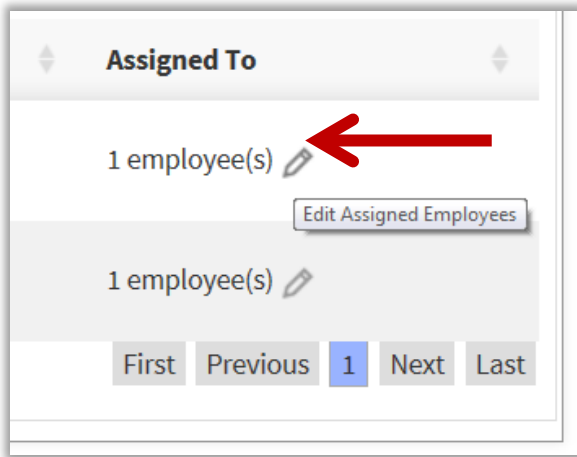 Assigned To
1 employee(s)
Edit Assigned Employees
1 employee(s)
First Previous 1 Next Last